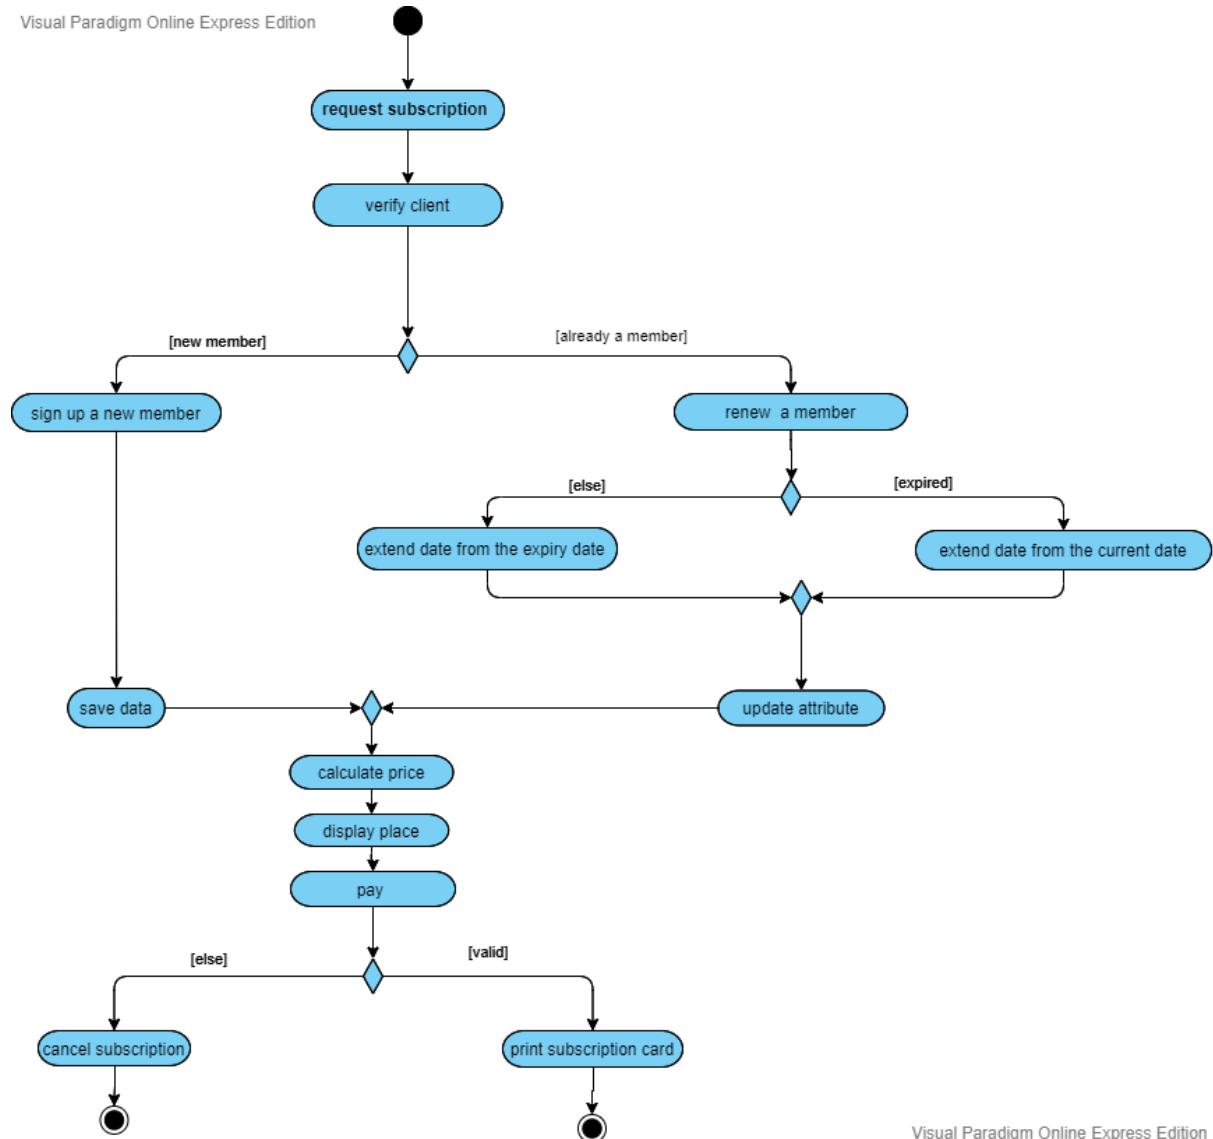 Visual Paradigm Online Express Edition
request subscription
verify client
[new member]
[already a member]
sign up a new member
renew a member
[else]
[expired]
extend date from the expiry date
extend date from the current date
save data
update attribute
calculate price
display place
pay
[else]
[valid]
cancel subscription
print subscription card
Visual Paradigm Online Express Edition